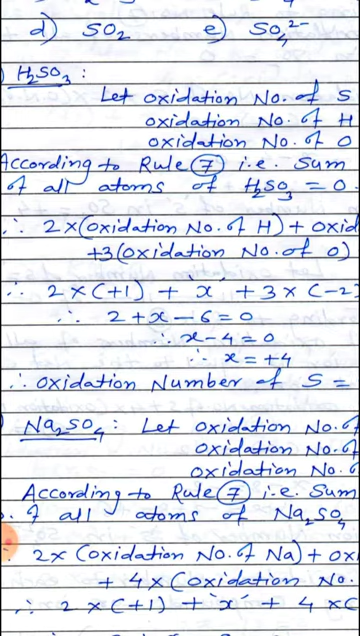 d) SO2 e) SO4 2-
H2SO3 :
Let oxidation No. of S
oxidation No. of H
oxidation No. of O
According to Rule 7 i.e. Sum
of all atoms of H2SO3 = 0
∴ 2 x (oxidation No. of H) + oxid
+3(oxidation No. of O)
∴ 2 x (+1) + 'x' + 3 x (-2
∴ 2 + x - 6 = 0
∴ x - 4 = 0
∴ x = +4
∴ oxidation Number of S =
Na2SO4 : Let oxidation No. of
oxidation No. of
oxidation No. o
According to Rule 7 i.e. Sum
of all atoms of Na2SO4
2 x (oxidation No. of Na) + ox
+ 4 x (oxidation No.
∴ 2 x (+1) + 'x' + 4 x (